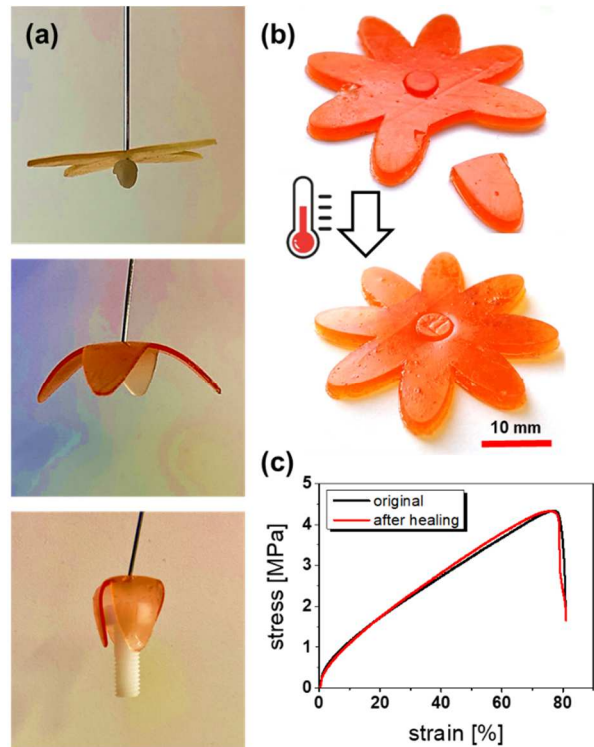 (a)
(b)
10 mm
(c)
original
after healing
stress [MPa]
5
4
3
2
1
0
0 20 40 60 80
strain [%]